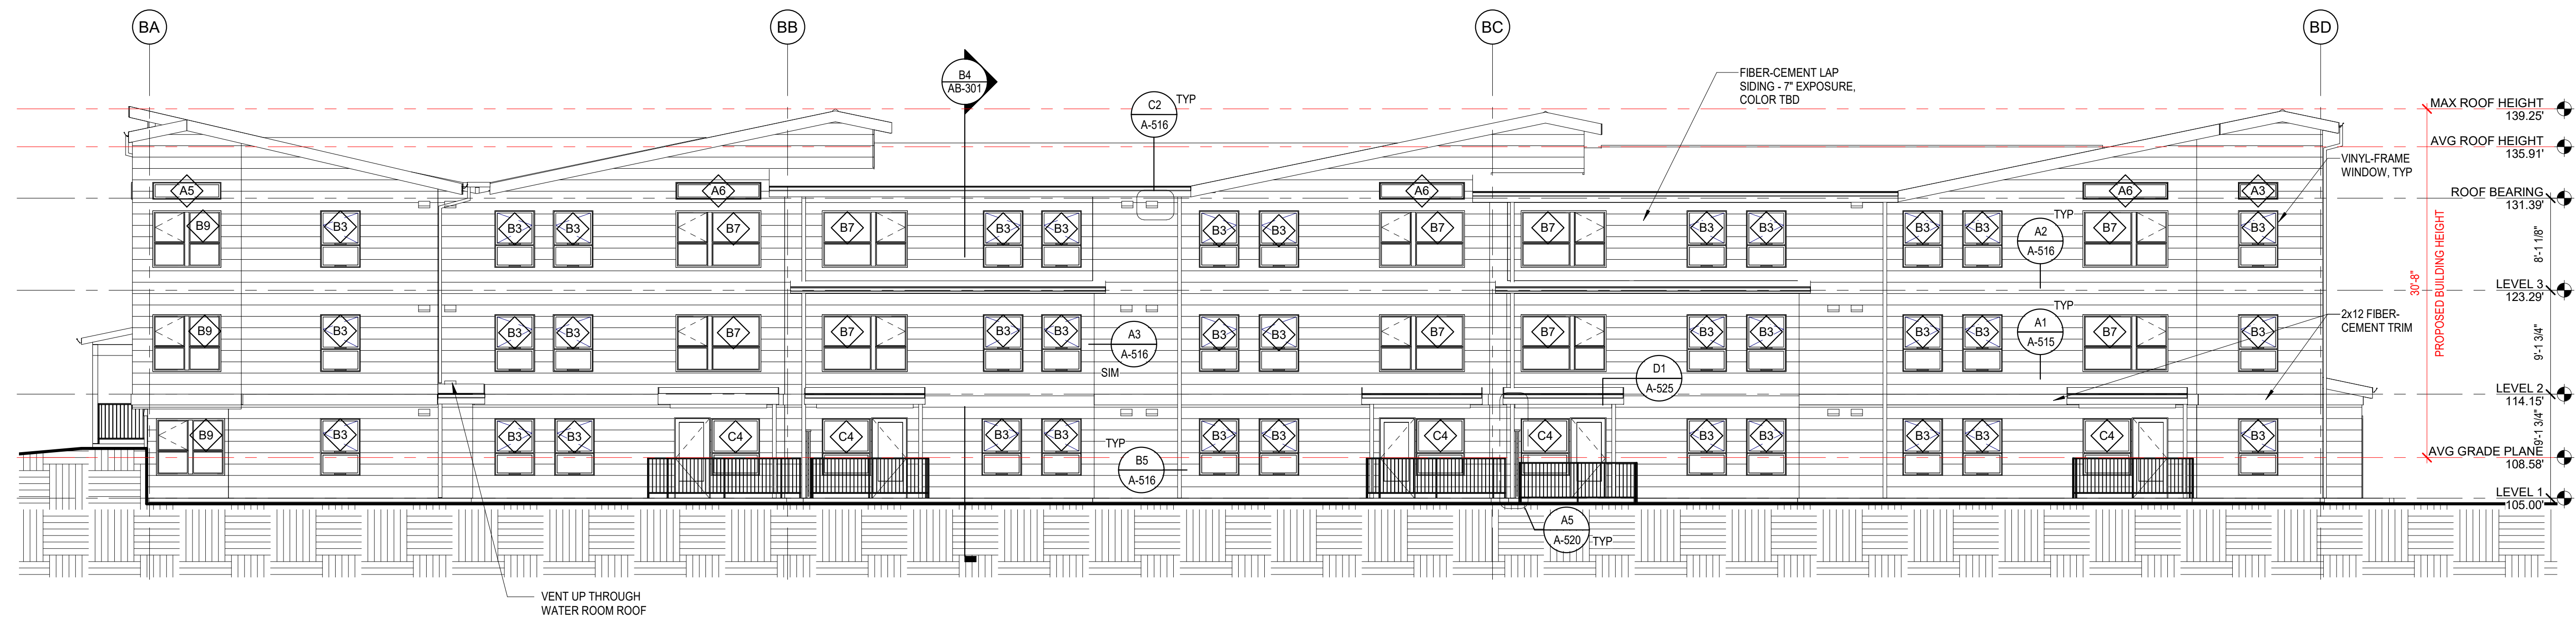 BA
BB
BC
BD
B4
AB-301
C2
A-516
TYP
FIBER-CEMENT LAP
SIDING - 7" EXPOSURE,
COLOR TBD
MAX ROOF HEIGHT
139.25'
AVG ROOF HEIGHT
135.91'
VINYL-FRAME
WINDOW, TYP
ROOF BEARING
131.39'
A5
A6
A6
A6
A3
B9
B3
B3
B3
B7
B7
B3
B3
B3
B3
B7
B7
B3
B3
B3
B3
B7
B3
TYP
A2
A-516
8'-1 1/8"
PROPOSED BUILDING HEIGHT
30'-8"
LEVEL 3
123.29'
TYP
A1
A-515
2x12 FIBER-
CEMENT TRIM
B9
B3
B3
B3
B7
B7
B3
B3
B3
B3
B7
B7
B3
B3
B3
B3
B7
B3
A3
A-516
SIM
D1
A-525
9'-1 3/4"
LEVEL 2
114.15'
9'-1 3/4"
B9
B3
B3
B3
C4
C4
B3
B3
B3
B3
C4
C4
B3
B3
B3
B3
C4
B3
TYP
B5
A-516
AVG GRADE PLANE
108.58'
LEVEL 1
105.00'
A5
A-520
TYP
VENT UP THROUGH
WATER ROOM ROOF